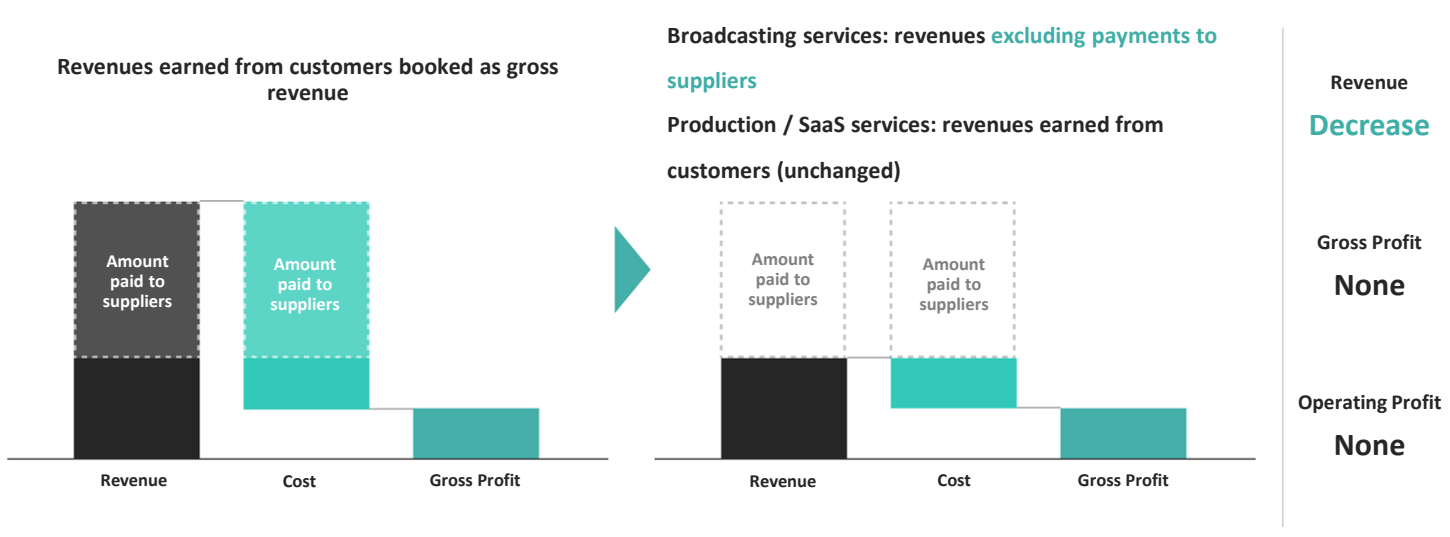 Revenues earned from customers booked as gross
revenue
Amount
paid to
suppliers
Amount
paid to
suppliers
Revenue
Cost
Gross Profit
Broadcasting services: revenues excluding payments to
suppliers
Production / SaaS services: revenues earned from
customers (unchanged)
Amount
paid to
suppliers
Amount
paid to
suppliers
Revenue
Cost
Gross Profit
Revenue
Decrease
Gross Profit
None
Operating Profit
None